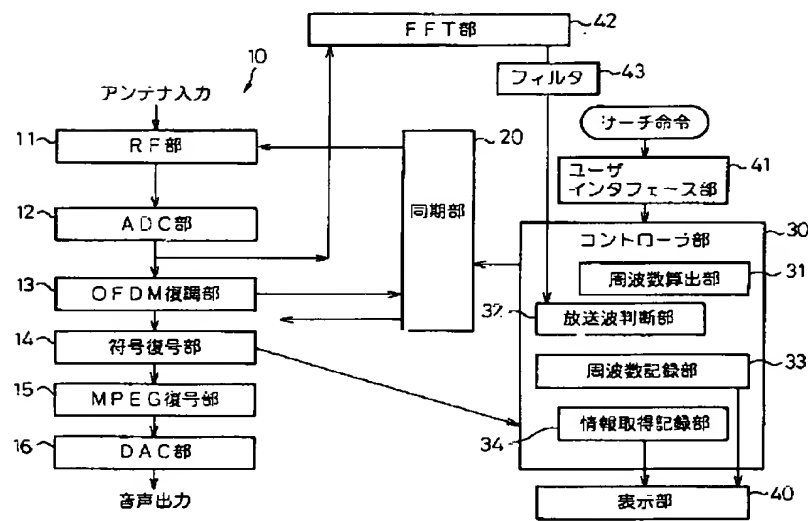 FFT部
42
10
フィルタ
43
アンテナ入力
11
RF部
20
サーチ命令
ユーザ
インタフェース部
41
12
ADC部
同期部
コントローラ部
30
周波数算出部
31
13
OFDM復調部
32
放送波判断部
14
符号復号部
周波数記録部
33
15
MPEG復号部
情報取得記録部
34
16
DAC部
音声出力
表示部
40